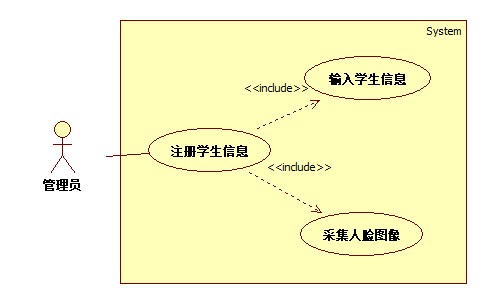 System
输入学生信息
<<include>>
注册学生信息
<<include>>
管理员
采集人脸图像